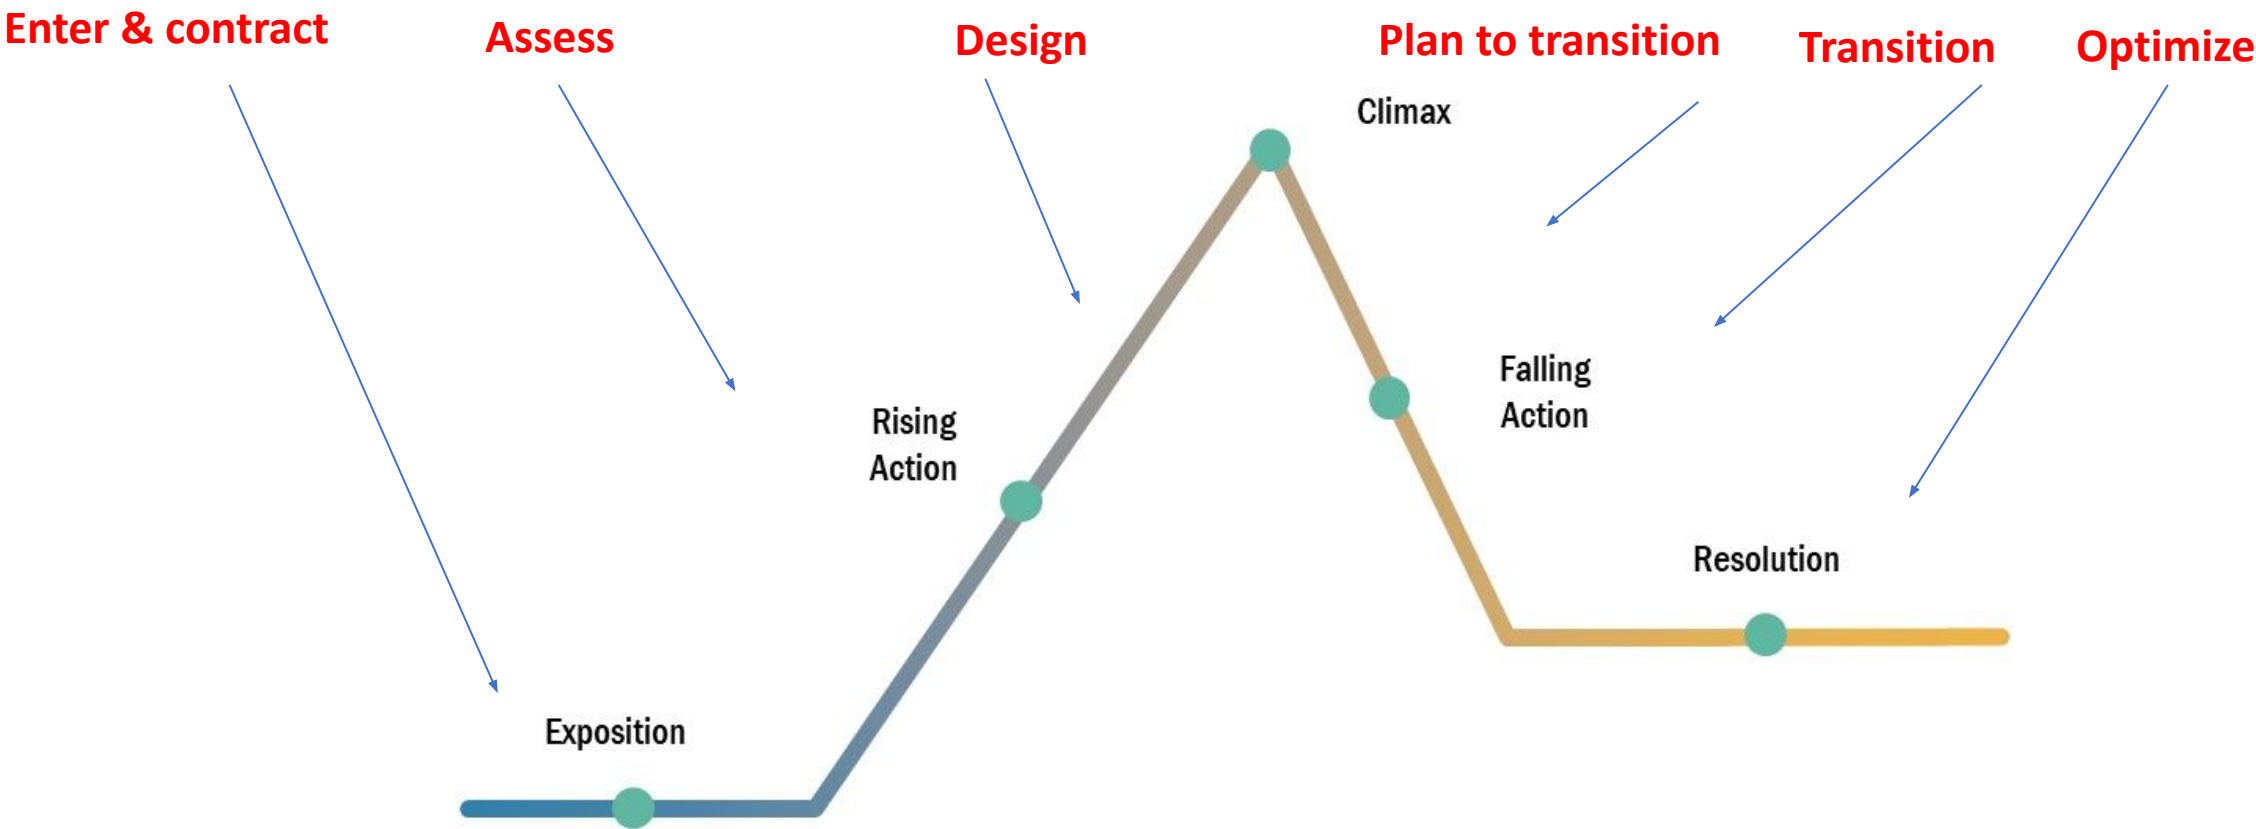 Enter & contract
Assess
Design
Plan to transition
Transition
Optimize
Climax
Rising
Action
Falling
Action
Resolution
Exposition